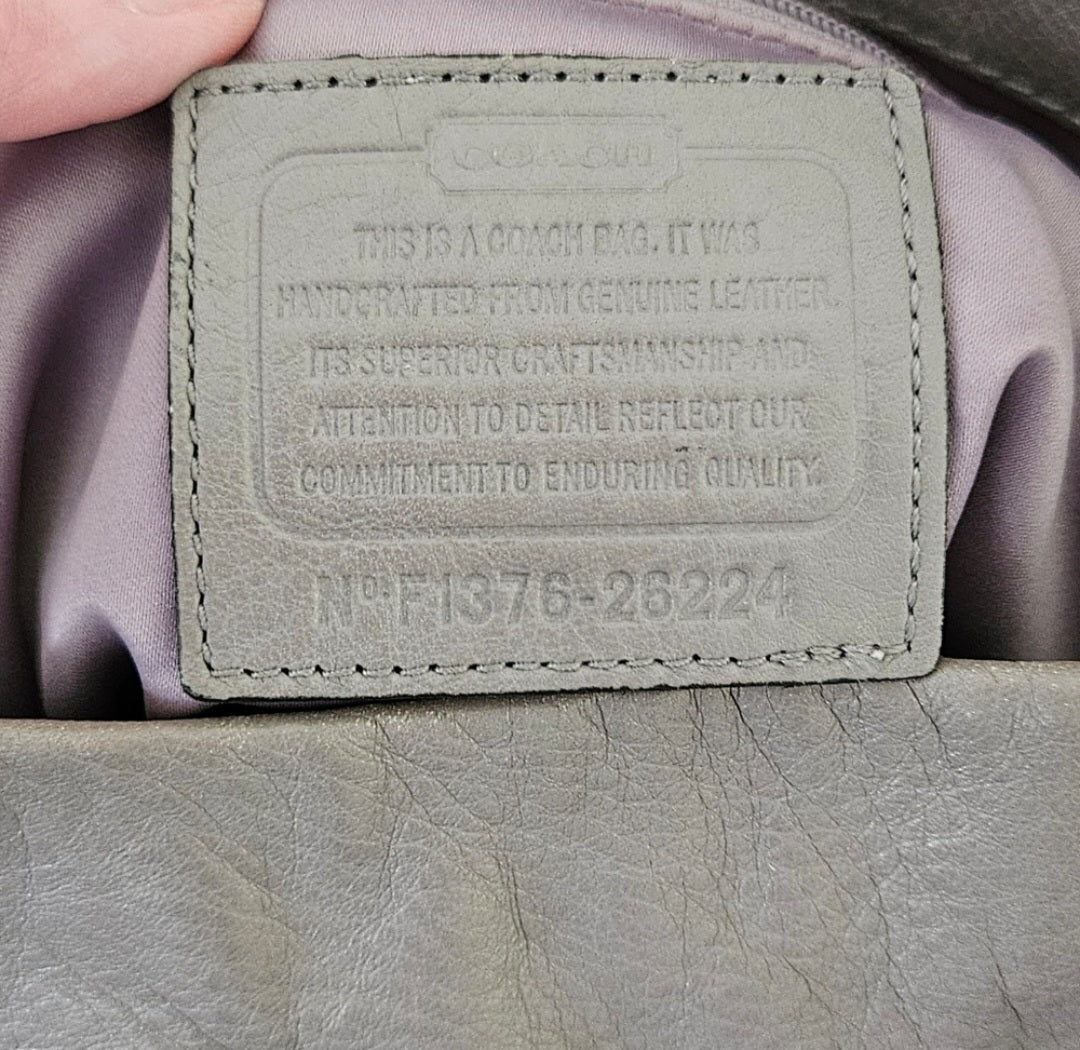 COACH
THIS IS A COACH BAG. IT WAS
HANDCRAFTED FROM GENUINE LEATHER.
ITS SUPERIOR CRAFTSMANSHIP AND
ATTENTION TO DETAIL REFLECT OUR
COMMITMENT TO ENDURING QUALITY.
Nº F1376-26224